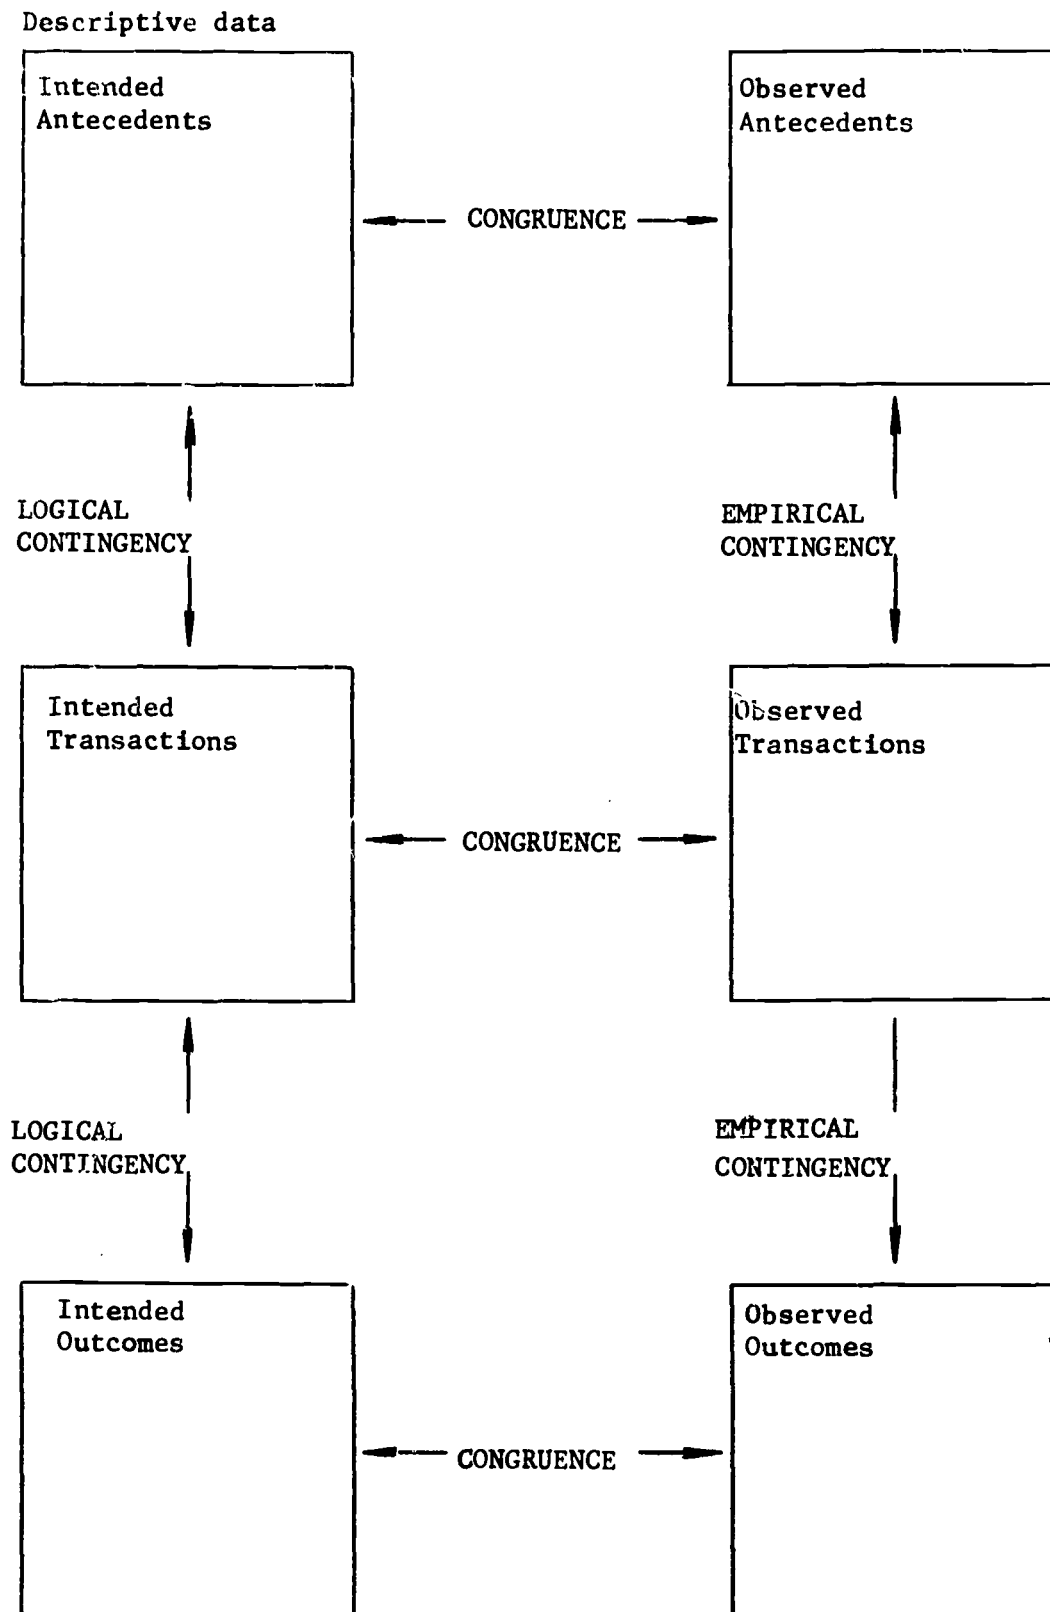 Descriptive data
Intended
Antecedents
Observed
Antecedents
CONGRUENCE
LOGICAL
CONTINGENCY
EMPIRICAL
CONTINGENCY
Intended
Transactions
Observed
Transactions
CONGRUENCE
LOGICAL
CONTINGENCY
EMPIRICAL
CONTINGENCY
Intended
Outcomes
Observed
Outcomes
CONGRUENCE